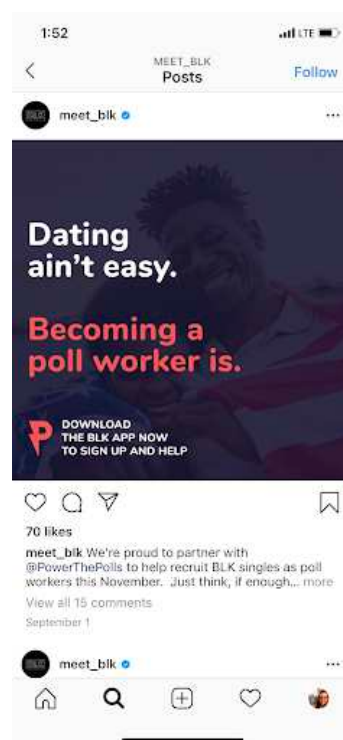 1:52
LTE
MEET_BLK
Posts
Follow
meet_blk
Dating
ain't easy.
Becoming a
poll worker is.
DOWNLOAD
THE BLK APP NOW
TO SIGN UP AND HELP
70 likes
meet_blk We're proud to partner with
@PowerThePolls to help recruit BLK singles as poll
workers this November. Just think, if enough... more
View all 15 comments
September 1
meet_blk